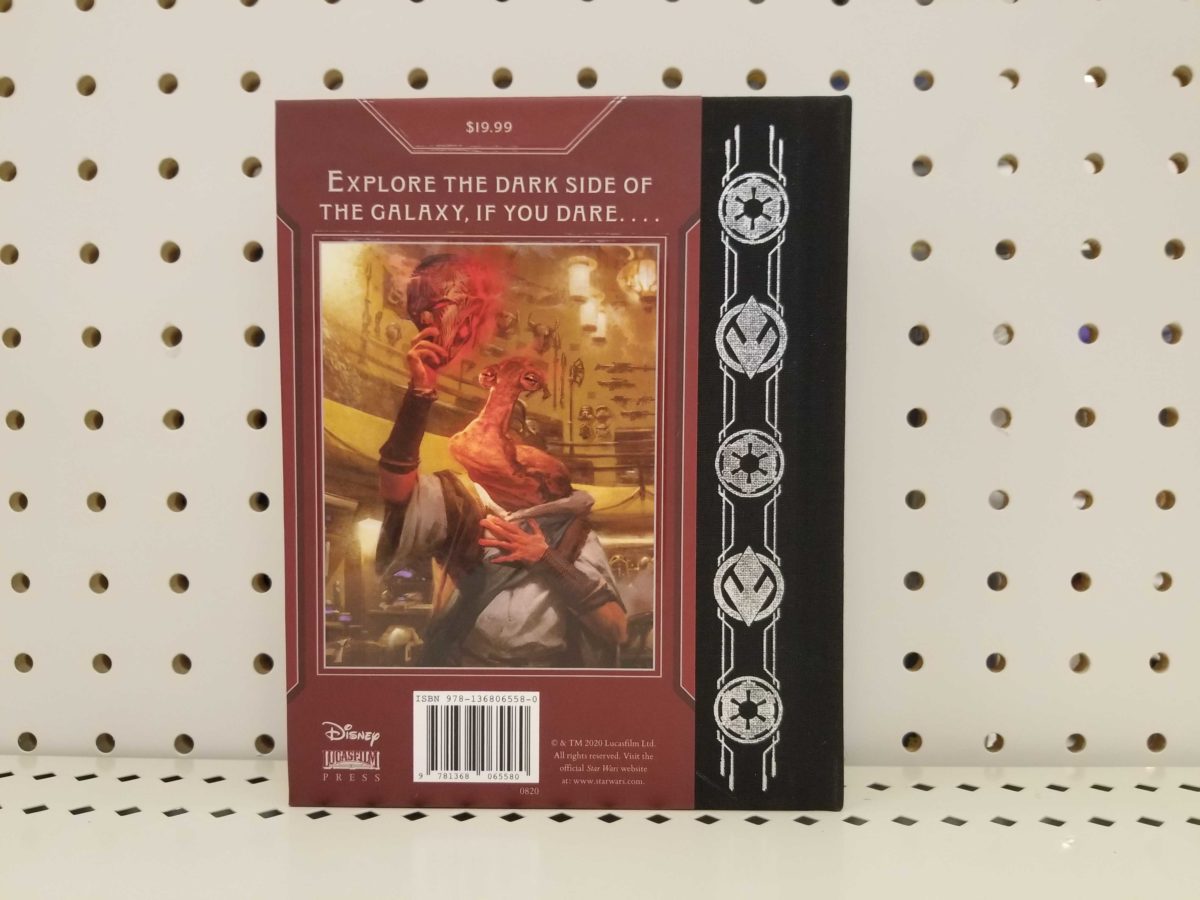 $19.99
EXPLORE THE DARK SIDE OF
THE GALAXY, IF YOU DARE....
ISBN 978-136806558-0
9 781368 065580
0820
Disney
LUCASFILM
PRESS
© & TM 2020 Lucasfilm Ltd.
All rights reserved. Visit the
official Star Wars website
at: www.starwars.com.